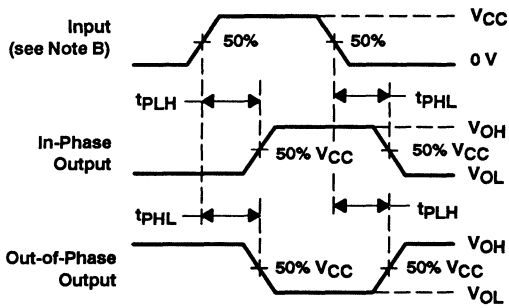 Input
(see Note B)
50%
50%
VCC
0 V
tPLH
tPHL
In-Phase
Output
50% VCC
VOH
50% VCC
VOL
tPHL
tPLH
Out-of-Phase
Output
50% VCC
VOH
50% VCC
VOL